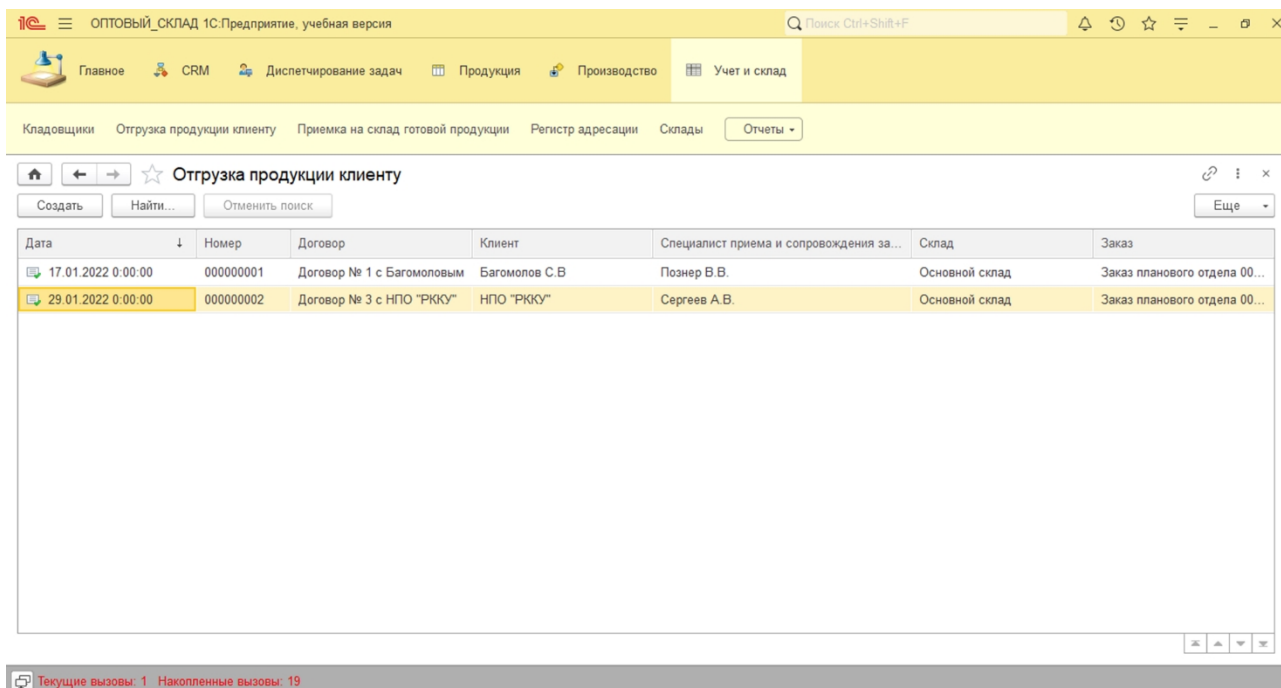 1С ОПТОВЫЙ_СКЛАД 1С:Предприятие, учебная версия Поиск Ctrl+Shift+F
Главное CRM Диспетчирование задач Продукция Производство Учет и склад
Кладовщики Отгрузка продукции клиенту Приемка на склад готовой продукции Регистр адресации Склады Отчеты
Отгрузка продукции клиенту
Создать Найти... Отменить поиск Еще
Дата Номер Договор Клиент Специалист приема и сопровождения за... Склад Заказ
17.01.2022 0:00:00 000000001 Договор № 1 с Багомоловым Багомолов С.В Познер В.В. Основной склад Заказ планового отдела 00...
29.01.2022 0:00:00 000000002 Договор № 3 с НПО "РККУ" НПО "РККУ" Сергеев А.В. Основной склад Заказ планового отдела 00...
Текущие вызовы: 1 Накопленные вызовы: 19